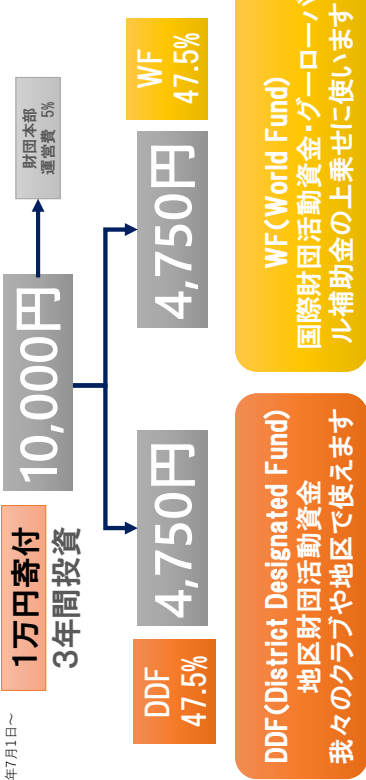 年7月1日～
1万円寄付
3年間投資
10,000円
財団本部
運営費 5%
DDF
47.5%
4,750円
4,750円
WF
47.5%
DDF(District Designated Fund)
地区財団活動資金
我々のクラブや地区で使えます
WF(World Fund)
国際財団活動資金・グーローバ
ル補助金の上乗せに使います